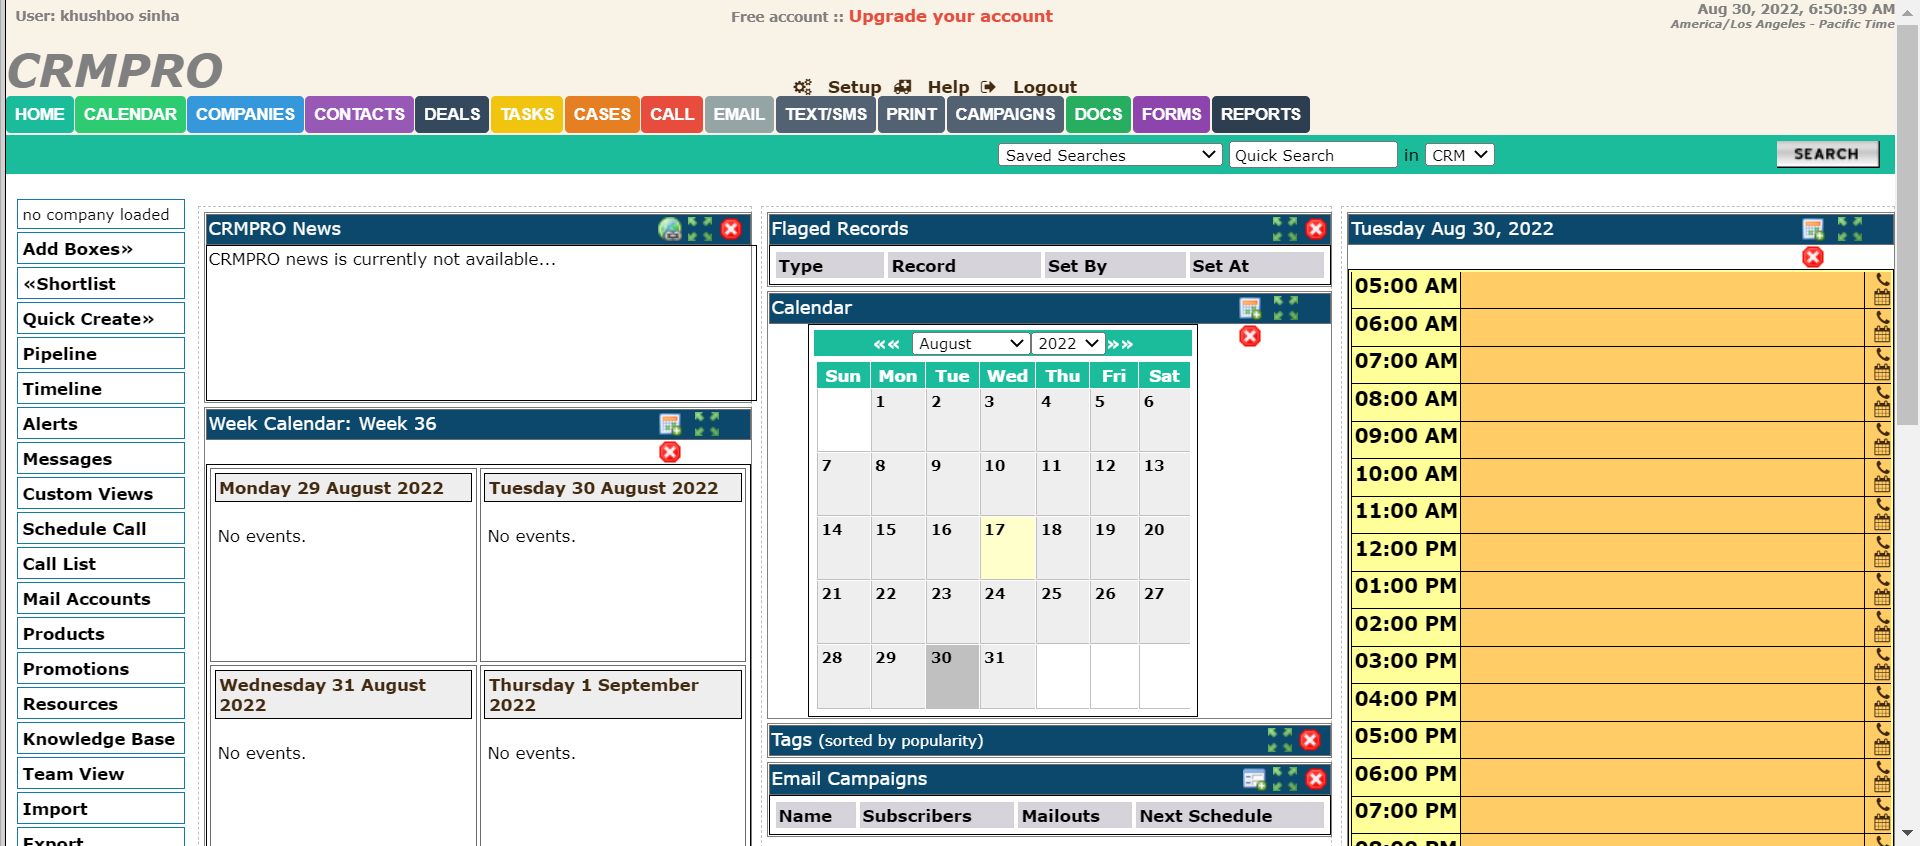 User: khushboo sinha
Free account :: Upgrade your account
Aug 30, 2022, 6:50:39 AM
America/Los Angeles - Pacific Time
CRMPRO
Setup Help Logout
HOME CALENDAR COMPANIES CONTACTS DEALS TASKS CASES CALL EMAIL TEXT/SMS PRINT CAMPAIGNS DOCS FORMS REPORTS
Saved Searches Quick Search in CRM SEARCH
no company loaded
Add Boxes»
«Shortlist
Quick Create»
Pipeline
Timeline
Alerts
Messages
Custom Views
Schedule Call
Call List
Mail Accounts
Products
Promotions
Resources
Knowledge Base
Team View
Import
Export
CRMPRO News
CRMPRO news is currently not available...
Week Calendar: Week 36
Monday 29 August 2022
No events.
Tuesday 30 August 2022
No events.
Wednesday 31 August
2022
No events.
Thursday 1 September
2022
No events.
Flaged Records
Type Record Set By Set At
Calendar
«« August 2022 »»
Sun Mon Tue Wed Thu Fri Sat
1 2 3 4 5 6
7 8 9 10 11 12 13
14 15 16 17 18 19 20
21 22 23 24 25 26 27
28 29 30 31
Tags (sorted by popularity)
Email Campaigns
Name Subscribers Mailouts Next Schedule
Tuesday Aug 30, 2022
05:00 AM
06:00 AM
07:00 AM
08:00 AM
09:00 AM
10:00 AM
11:00 AM
12:00 PM
01:00 PM
02:00 PM
03:00 PM
04:00 PM
05:00 PM
06:00 PM
07:00 PM
08:00 PM